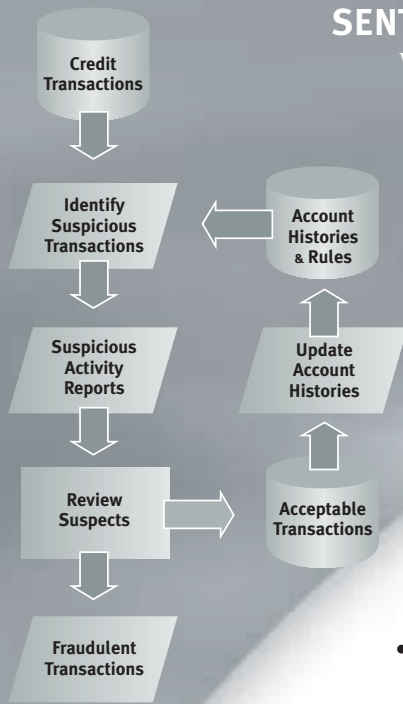 SENT
Credit
Transactions
Identify
Suspicious
Transactions
Account
Histories
& Rules
Suspicious
Activity
Reports
Update
Account
Histories
Review
Suspects
Acceptable
Transactions
Fraudulent
Transactions
•